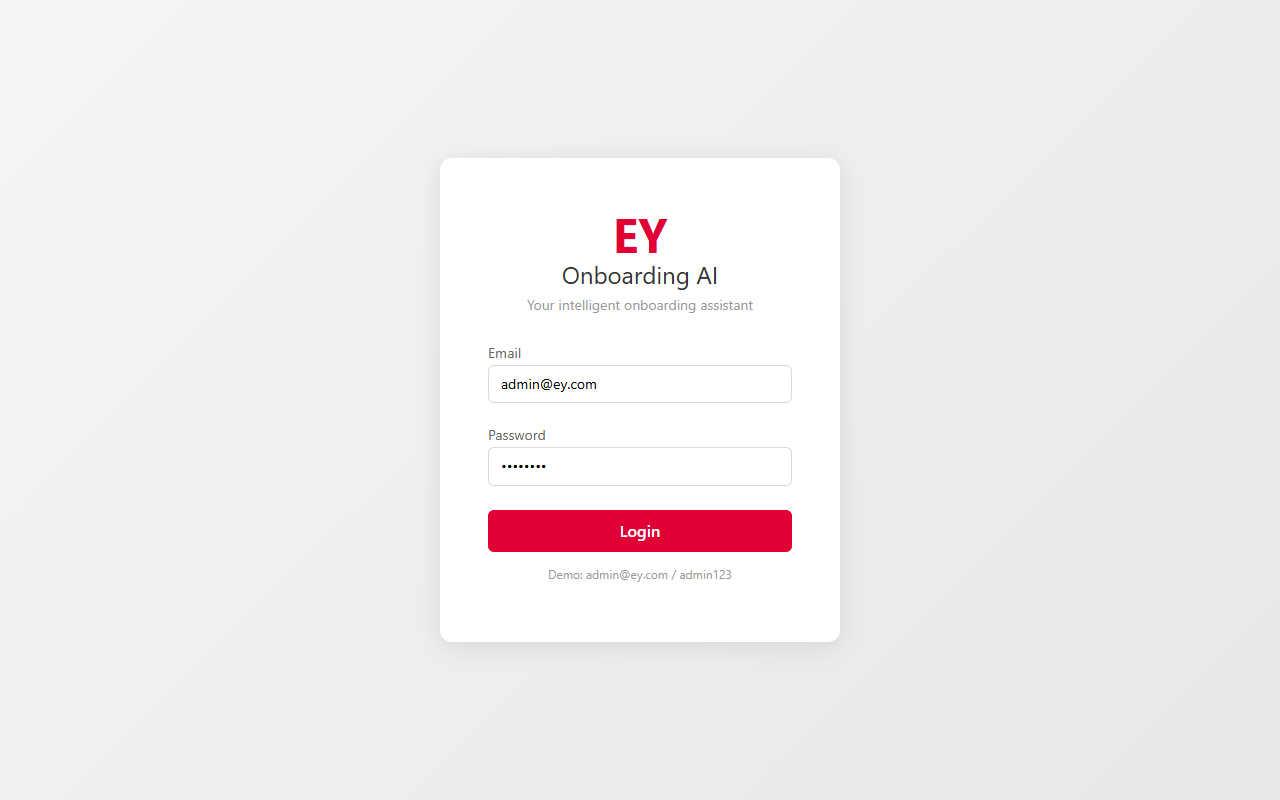 EY
Onboarding AI
Your intelligent onboarding assistant
Email
admin@ey.com
Password
••••••••
Login
Demo: admin@ey.com / admin123